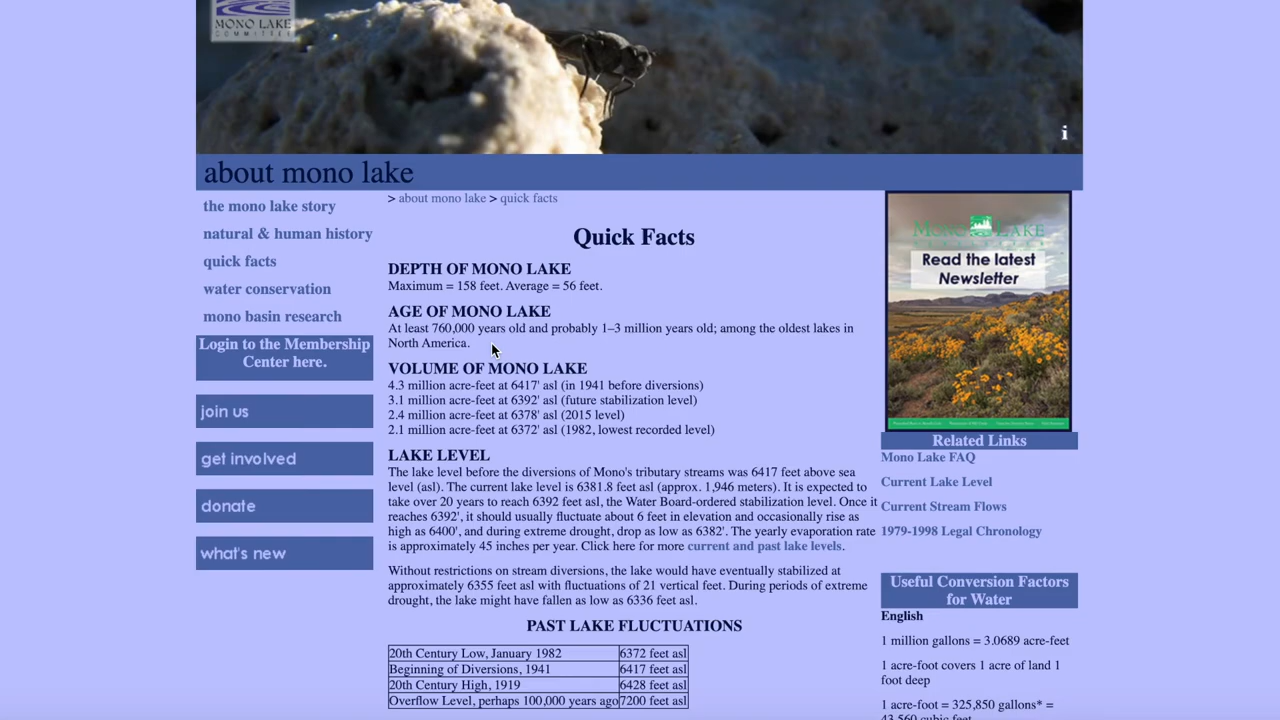 MONO LAKE
COMMITTEE
i
about mono lake
the mono lake story
natural & human history
quick facts
water conservation
mono basin research
Login to the Membership
Center here.
join us
get involved
donate
what's new
> about mono lake > quick facts
Quick Facts
DEPTH OF MONO LAKE
Maximum = 158 feet. Average = 56 feet.
AGE OF MONO LAKE
At least 760,000 years old and probably 1–3 million years old; among the oldest lakes in
North America.
VOLUME OF MONO LAKE
4.3 million acre-feet at 6417' asl (in 1941 before diversions)
3.1 million acre-feet at 6392' (future stabilization level)
2.4 million acre-feet at 6378' (2015 level)
2.1 million acre-feet at 6372' (1982, lowest recorded level)
LAKE LEVEL
The lake level before the diversions of Mono's tributary streams was 6417 feet above sea
level (asl). The current lake level is 6381.8 feet asl (approx. 1,946 meters). It is expected to
take over 20 years to reach 6392 feet asl, the Water Board-ordered stabilization level. Once it
reaches 6392', it should usually fluctuate about 6 feet in elevation and occasionally rise as
high as 6400', and during extreme drought, drop as low as 6382'. The yearly evaporation rate
is approximately 45 inches per year. Click here for more current and past lake levels.
Without restrictions on stream diversions, the lake would have eventually stabilized at
approximately 6355 feet asl with fluctuations of 21 vertical feet. During periods of extreme
drought, the lake might have fallen as low as 6336 feet asl.
PAST LAKE FLUCTUATIONS
20th Century Low, January 1982 6372 feet asl
Beginning of Diversions, 1941 6417 feet asl
20th Century High, 1919 6428 feet asl
Overflow Level, perhaps 100,000 years ago 7200 feet asl
MONO LAKE
Read the latest
Newsletter
Related Links
Mono Lake FAQ
Current Lake Level
Current Stream Flows
1979-1998 Legal Chronology
Useful Conversion Factors
for Water
English
1 million gallons = 3.0689 acre-feet
1 acre-foot covers 1 acre of land 1
foot deep
1 acre-foot = 325,850 gallons* =
43,560 cubic feet